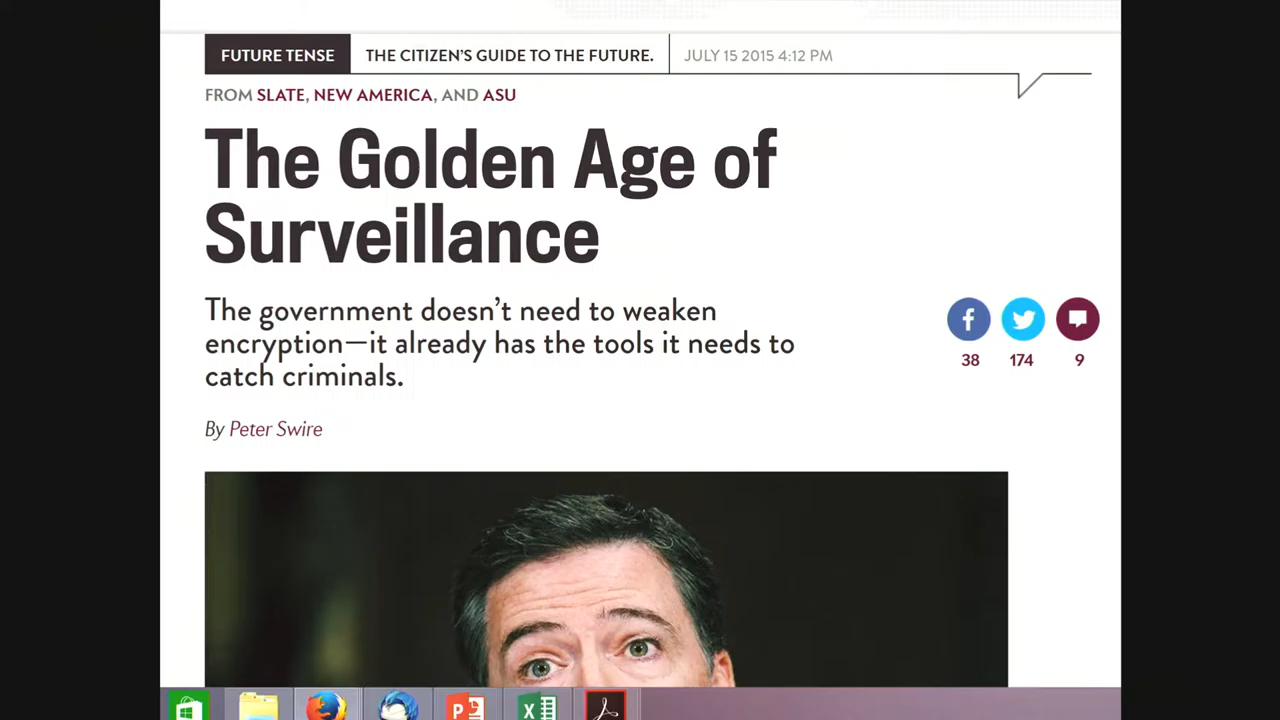 FUTURE TENSE THE CITIZEN'S GUIDE TO THE FUTURE. JULY 15 2015 4:12 PM
FROM SLATE, NEW AMERICA, AND ASU
The Golden Age of
Surveillance
The government doesn't need to weaken
encryption—it already has the tools it needs to
catch criminals.
38 174 9
By Peter Swire